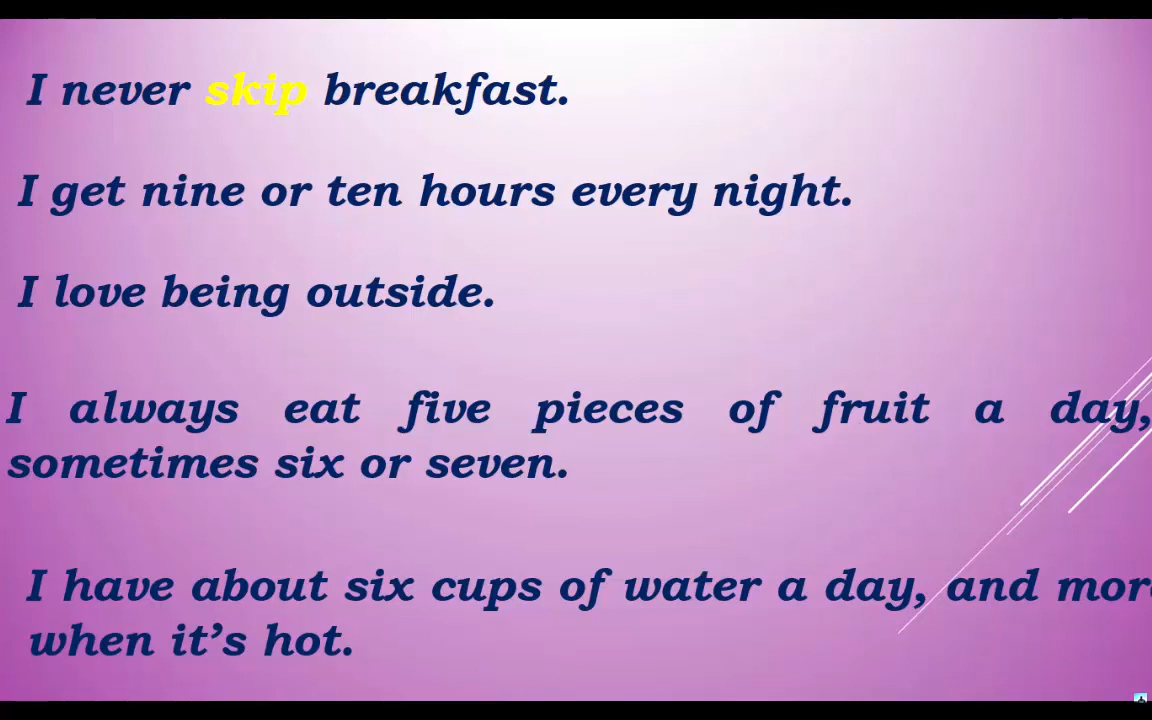 I never skip breakfast.
I get nine or ten hours every night.
I love being outside.
I always eat five pieces of fruit a day,
sometimes six or seven.
I have about six cups of water a day, and more
when it’s hot.